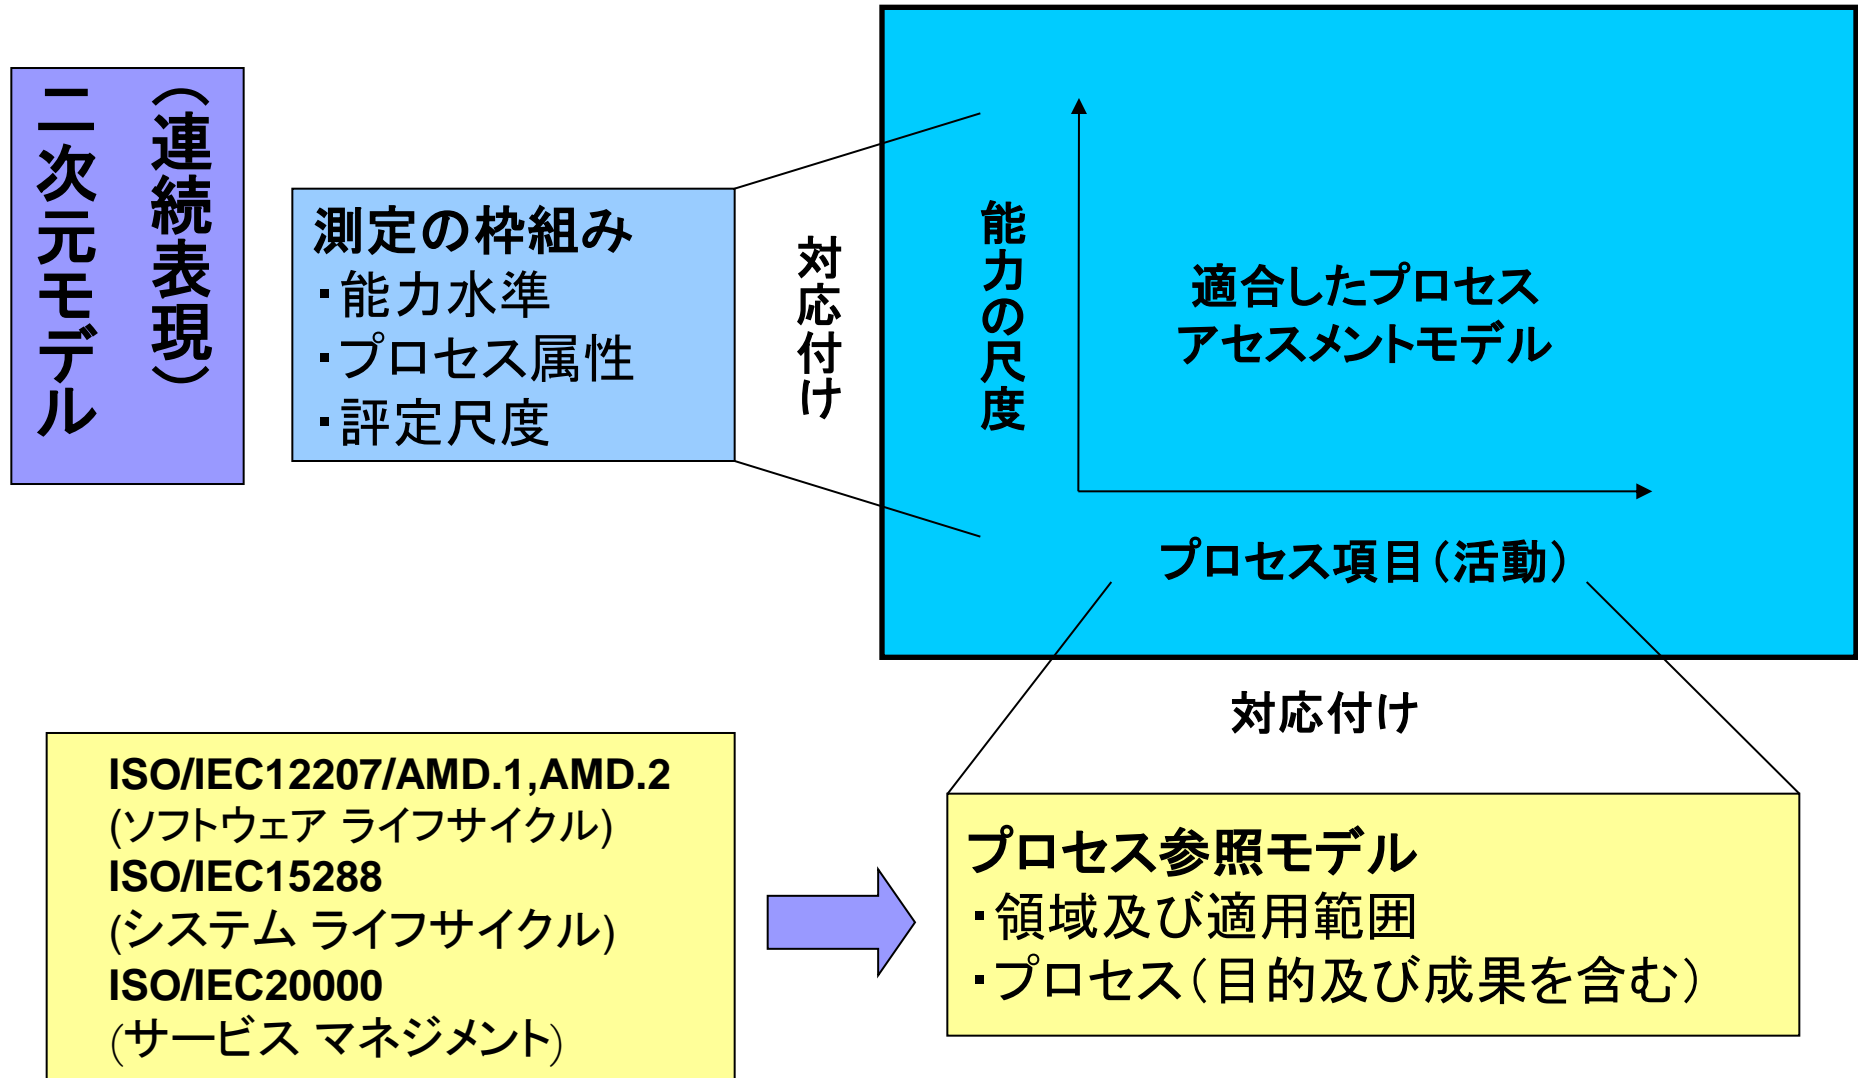 二次元モデル
（連続表現）
測定の枠組み
・能力水準
・プロセス属性
・評定尺度
対応付け
能力の尺度
適合したプロセス
アセスメントモデル
プロセス項目（活動）
対応付け
ISO/IEC12207/AMD.1,AMD.2
(ソフトウェア ライフサイクル)
ISO/IEC15288
(システム ライフサイクル)
ISO/IEC20000
(サービス マネジメント)
プロセス参照モデル
・領域及び適用範囲
・プロセス（目的及び成果を含む）